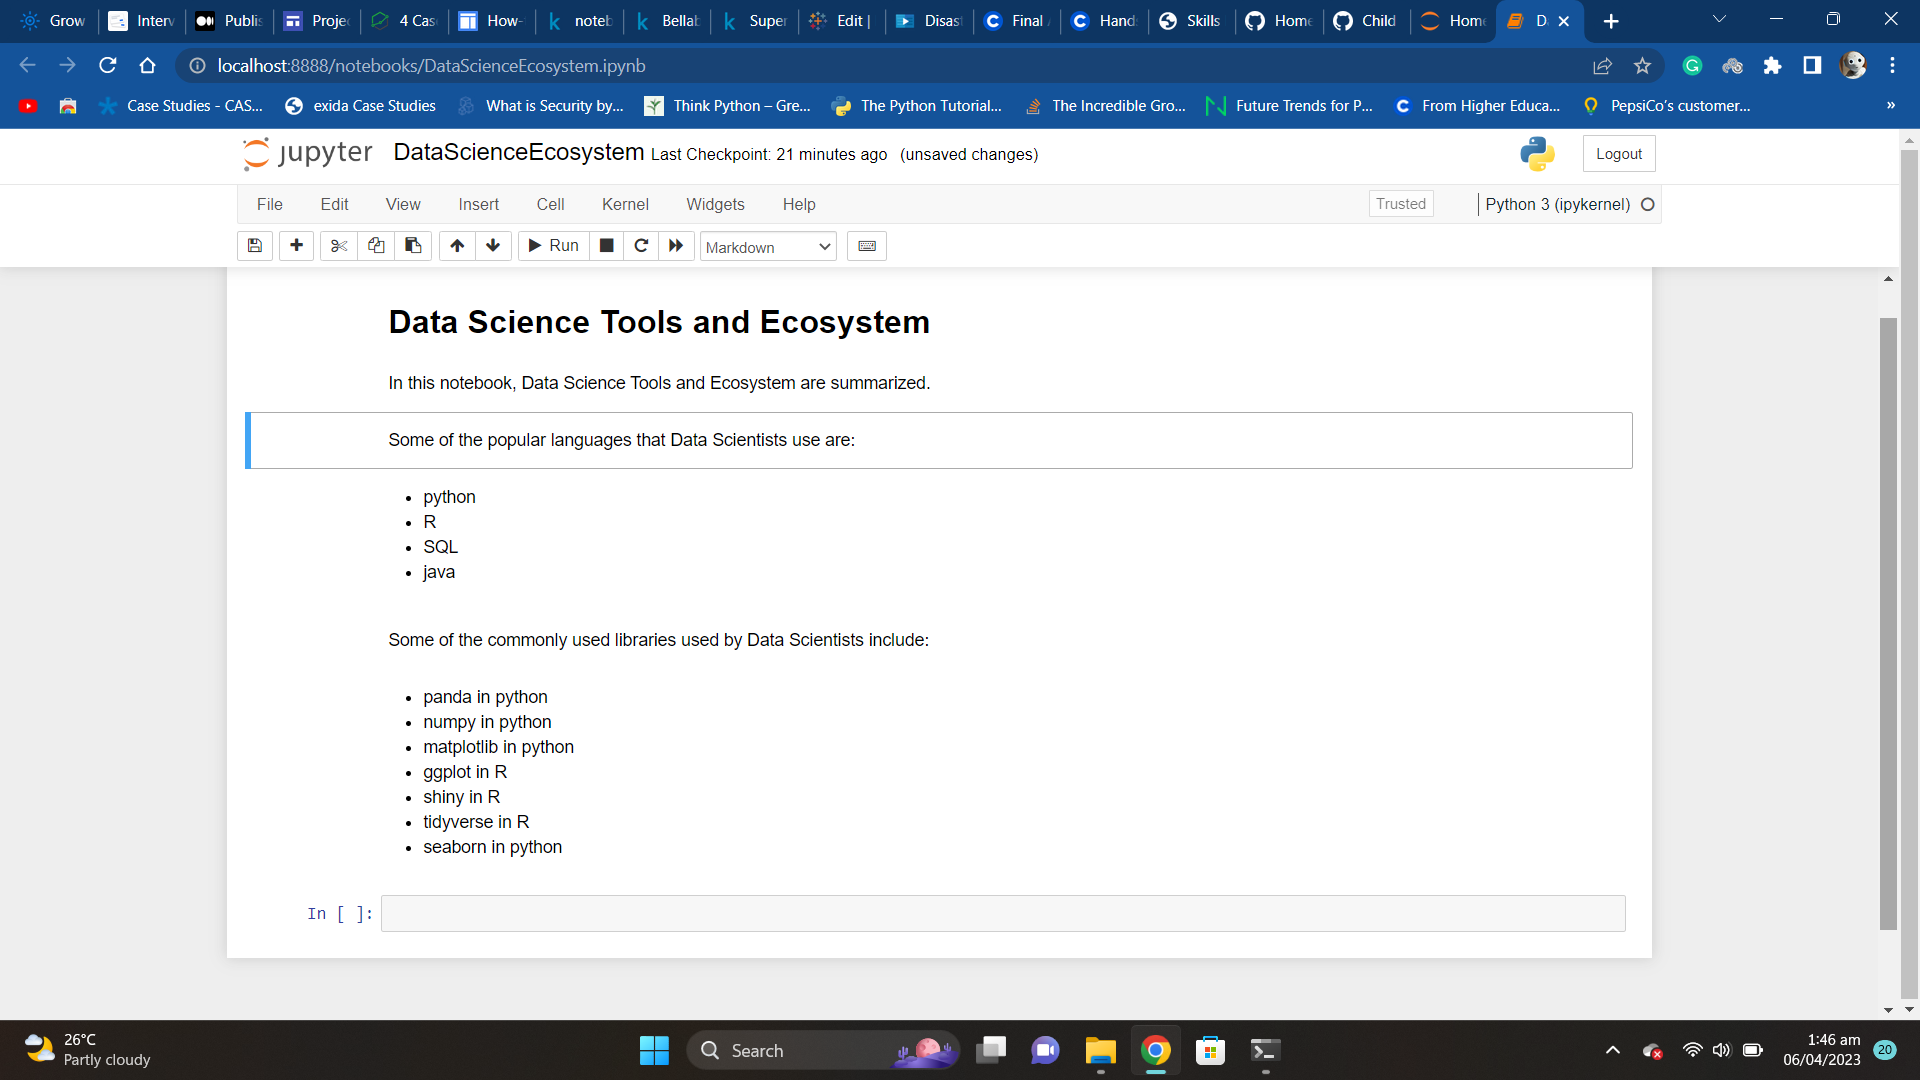 Grow Interv Publis Projec 4 Cas How- noteb Bellab Super Edit | Disast Final Hands Skills Home Child Home D
localhost:8888/notebooks/DataScienceEcosystem.ipynb
Case Studies - CAS... exida Case Studies What is Security by... Think Python – Gre... The Python Tutorial... The Incredible Gro... Future Trends for P... From Higher Educa... PepsiCo's customer... »
jupyter DataScienceEcosystem Last Checkpoint: 21 minutes ago (unsaved changes) Logout
File Edit View Insert Cell Kernel Widgets Help Trusted Python 3 (ipykernel)
Run Markdown
Data Science Tools and Ecosystem
In this notebook, Data Science Tools and Ecosystem are summarized.
Some of the popular languages that Data Scientists use are:
• python
• R
• SQL
• java
Some of the commonly used libraries used by Data Scientists include:
• panda in python
• numpy in python
• matplotlib in python
• ggplot in R
• shiny in R
• tidyverse in R
• seaborn in python
In [ ]:
26°C
Partly cloudy
Search
1:46 am
06/04/2023
20